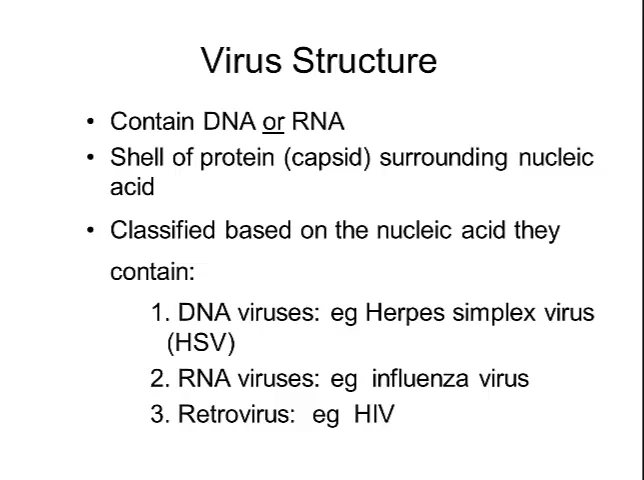 Virus Structure
• Contain DNA or RNA
• Shell of protein (capsid) surrounding nucleic
acid
• Classified based on the nucleic acid they
contain:
1. DNA viruses: eg Herpes simplex virus
(HSV)
2. RNA viruses: eg influenza virus
3. Retrovirus: eg HIV